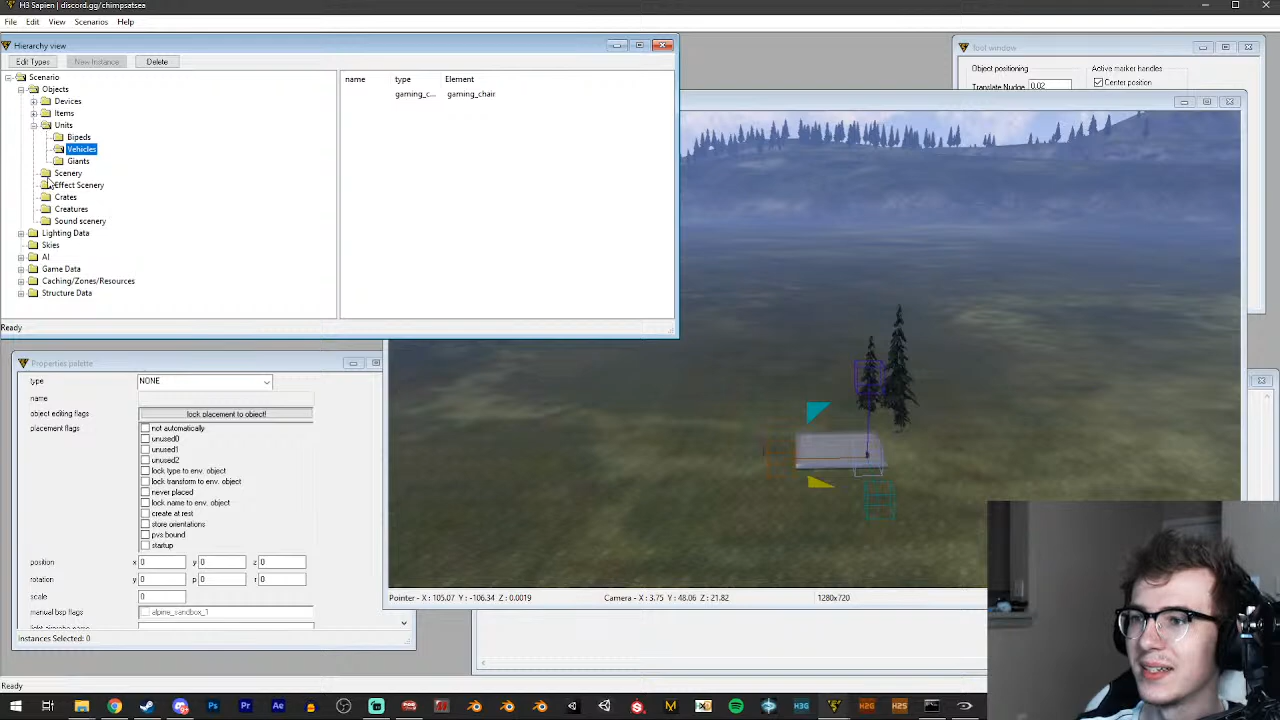 H3 Sapien | discord.gg/chimpsatsea
File Edit View Scenarios Help
Hierarchy view
Edit Types New Instance Delete
Scenario
Objects
Devices
Items
Units
Bipeds
Vehicles
Giants
Scenery
Effect Scenery
Crates
Creatures
Sound scenery
Lighting Data
Skies
AI
Game Data
Caching/Zones/Resources
Structure Data
Ready
name type Element
gaming_c... gaming_chair
Tool window
Object positioning Active marker handles
Translate Nudge 0.02 Center position
Properties palette
type NONE
name
object editing flags lock placement to object!
placement flags not automatically
unused0
unused1
unused2
lock type to env. object
lock transform to env. object
never placed
lock name to env. object
create at rest
store orientations
pvs bound
startup
position x 0 y 0 z 0
rotation y 0 p 0 r 0
scale 0
manual bsp flags alpine_sandbox_1
Instances Selected: 0
Pointer - X : 105.07 Y : -106.34 Z : 0.0019 Camera - X : 3.75 Y : 48.06 Z : 21.82 1280x720
Ready